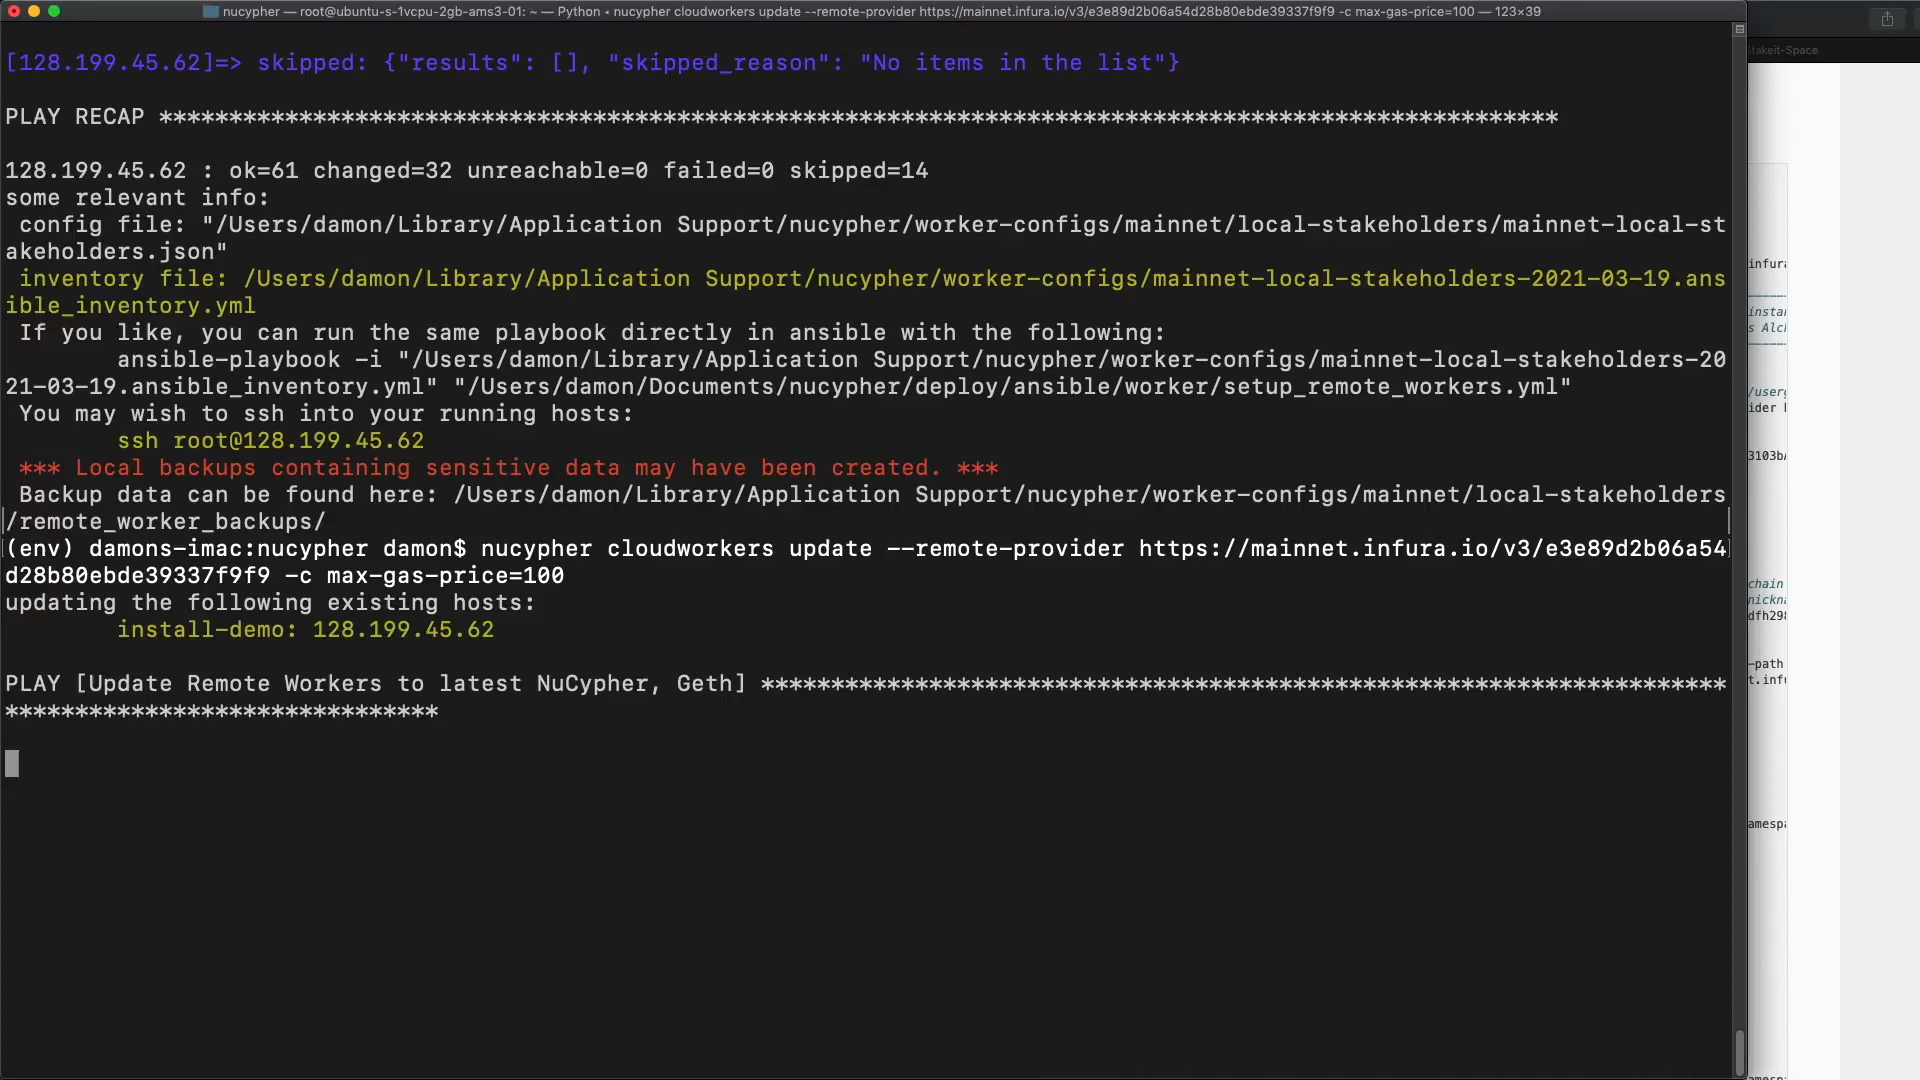 nucypher — root@ubuntu-s-1vcpu-2gb-ams3-01: ~ — Python ◂ nucypher cloudworkers update --remote-provider https://mainnet.infura.io/v3/e3e89d2b06a54d28b80ebde39337f9f9 -c max-gas-price=100 — 123×39
Stakeit-Space
[128.199.45.62]=> skipped: {"results": [], "skipped_reason": "No items in the list"}
PLAY RECAP ****************************************************************************************************
128.199.45.62 : ok=61 changed=32 unreachable=0 failed=0 skipped=14
some relevant info:
config file: "/Users/damon/Library/Application Support/nucypher/worker-configs/mainnet/local-stakeholders/mainnet-local-st
akeholders.json"
inventory file: /Users/damon/Library/Application Support/nucypher/worker-configs/mainnet-local-stakeholders-2021-03-19.ans
ible_inventory.yml
If you like, you can run the same playbook directly in ansible with the following:
ansible-playbook -i "/Users/damon/Library/Application Support/nucypher/worker-configs/mainnet-local-stakeholders-20
21-03-19.ansible_inventory.yml" "/Users/damon/Documents/nucypher/deploy/ansible/worker/setup_remote_workers.yml"
You may wish to ssh into your running hosts:
ssh root@128.199.45.62
*** Local backups containing sensitive data may have been created. ***
Backup data can be found here: /Users/damon/Library/Application Support/nucypher/worker-configs/mainnet/local-stakeholders
/remote_worker_backups/
(env) damons-imac:nucypher damon$ nucypher cloudworkers update --remote-provider https://mainnet.infura.io/v3/e3e89d2b06a54
d28b80ebde39337f9f9 -c max-gas-price=100
updating the following existing hosts:
install-demo: 128.199.45.62
PLAY [Update Remote Workers to latest NuCypher, Geth] *********************************************************************
*******************************